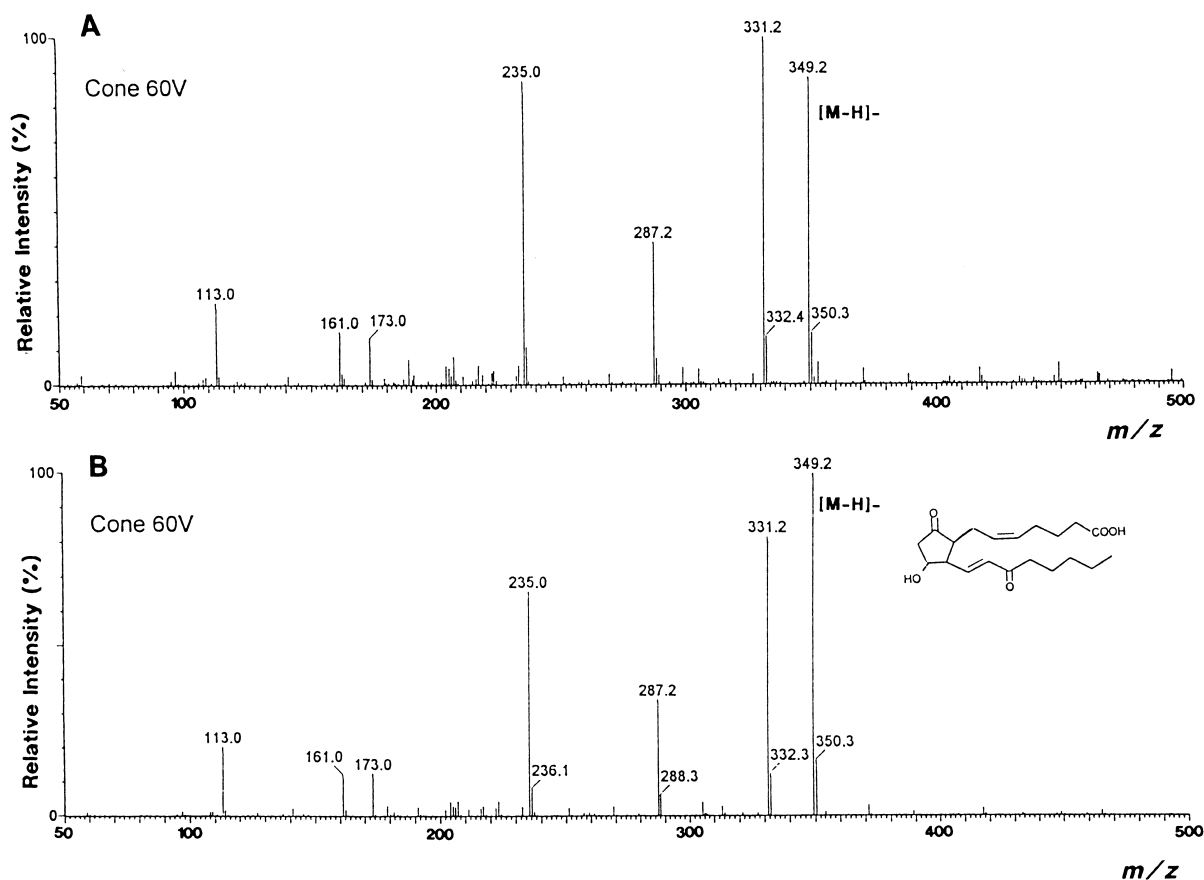 A
Cone 60V
Relative Intensity (%)
100
0
113.0
161.0
173.0
235.0
287.2
331.2
332.4
349.2
[M-H]-
350.3
50 100 200 300 400 500
m/z
B
Cone 60V
Relative Intensity (%)
100
0
113.0
161.0
173.0
235.0
236.1
287.2
288.3
331.2
332.3
349.2
[M-H]-
350.3
O
COOH
HO
O
50 100 200 300 400 500
m/z